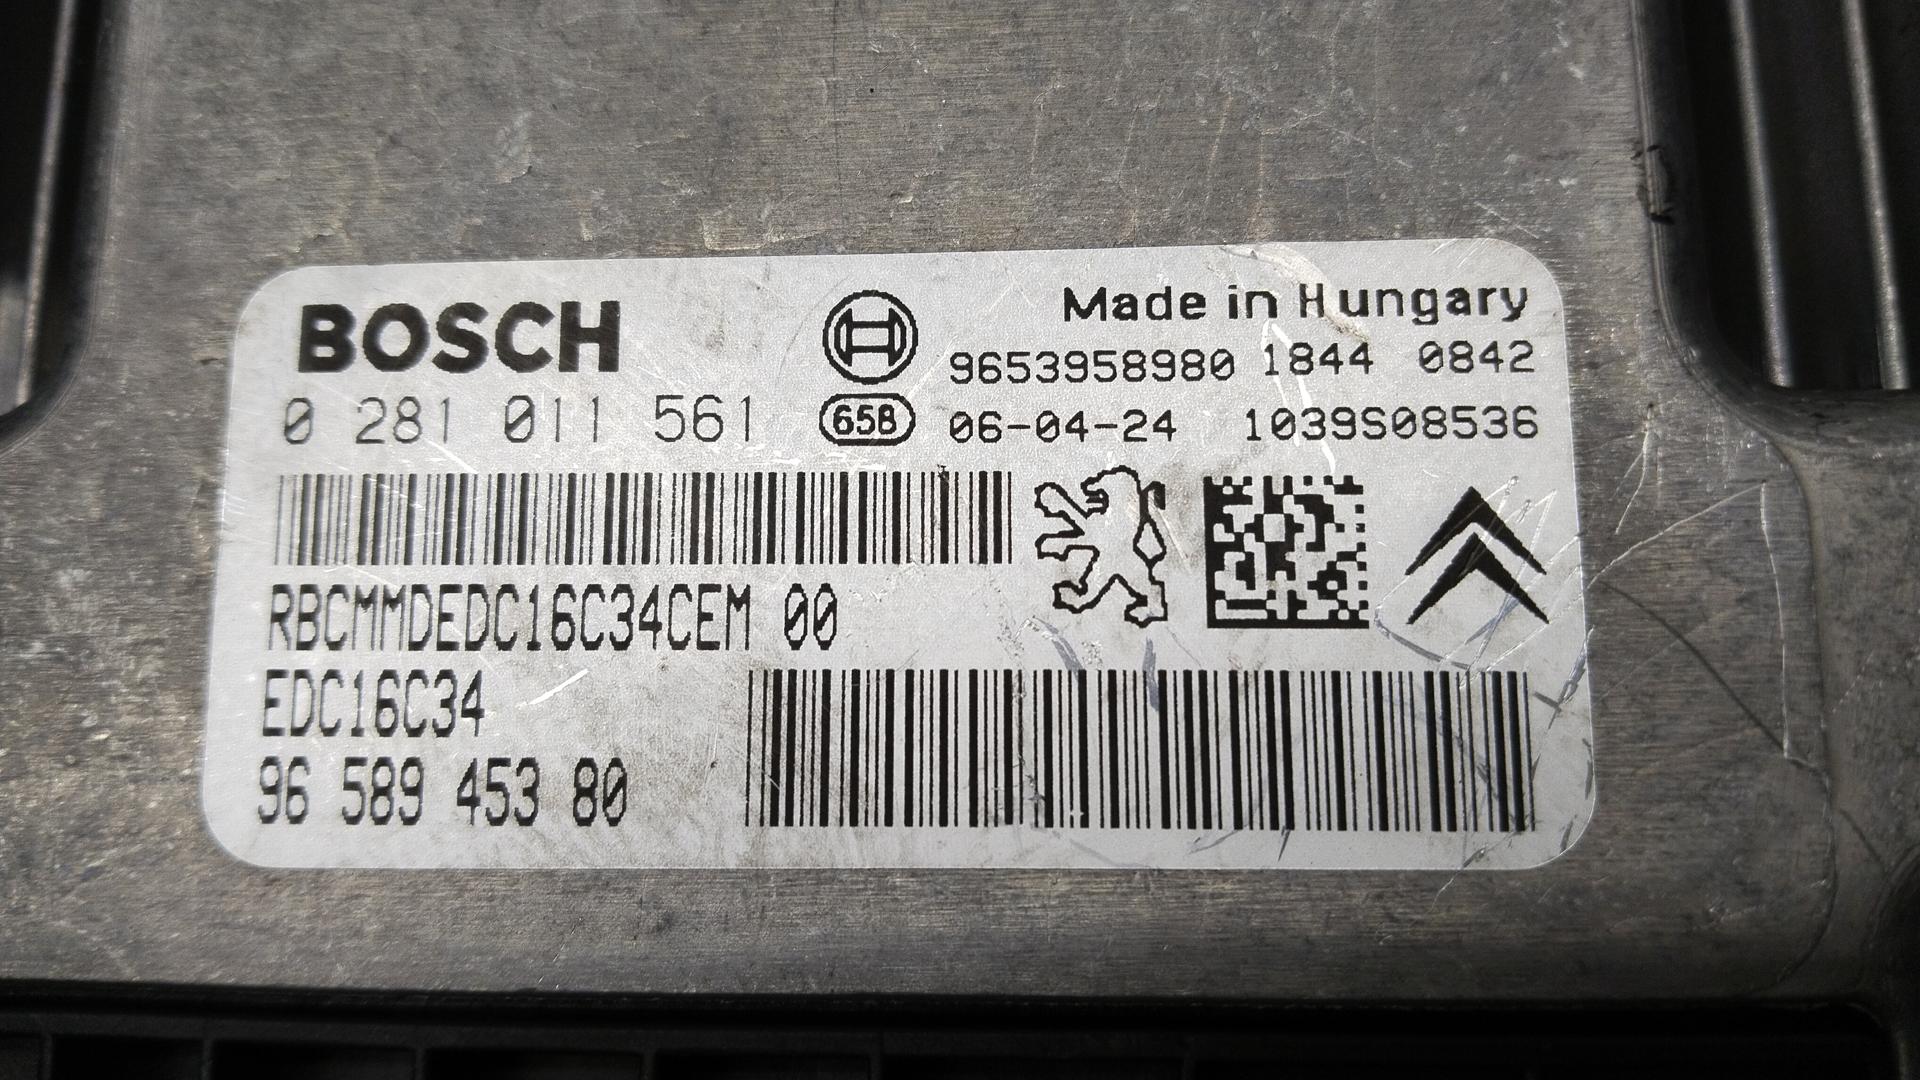 BOSCH
Made in Hungary
9653958980 1844 0842
0 281 011 561
658
06-04-24 1039S08536
RBCMMDEDC16C34CEM 00
EDC16C34
96 589 453 80